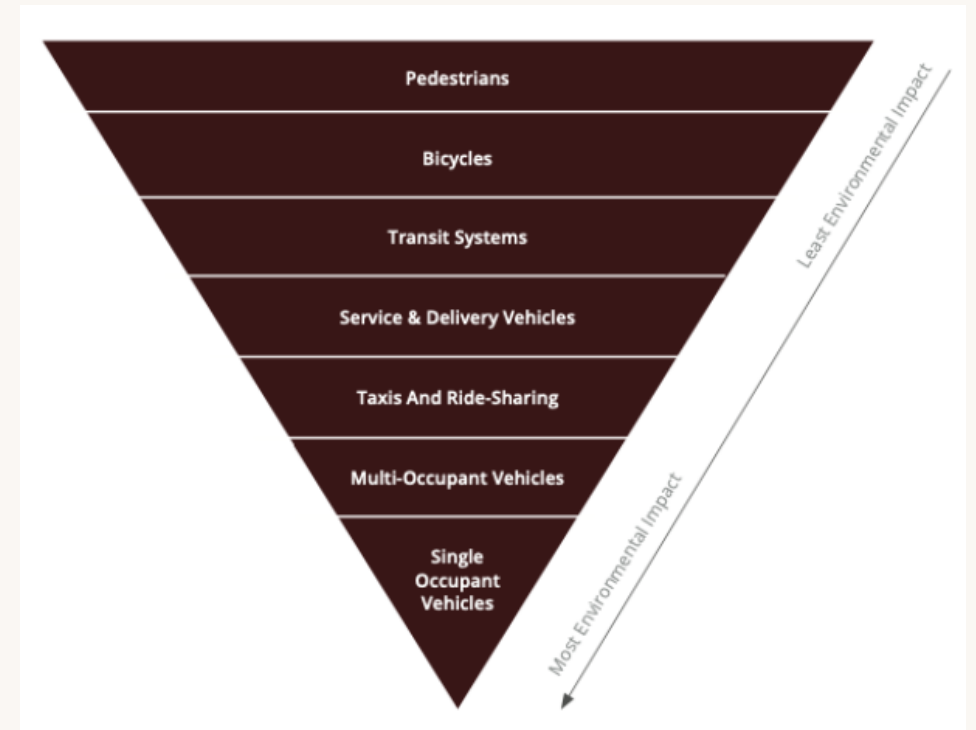 Pedestrians
Bicycles
Transit Systems
Service & Delivery Vehicles
Taxis And Ride-Sharing
Multi-Occupant Vehicles
Single
Occupant
Vehicles
Least Environmental Impact
Most Environmental Impact